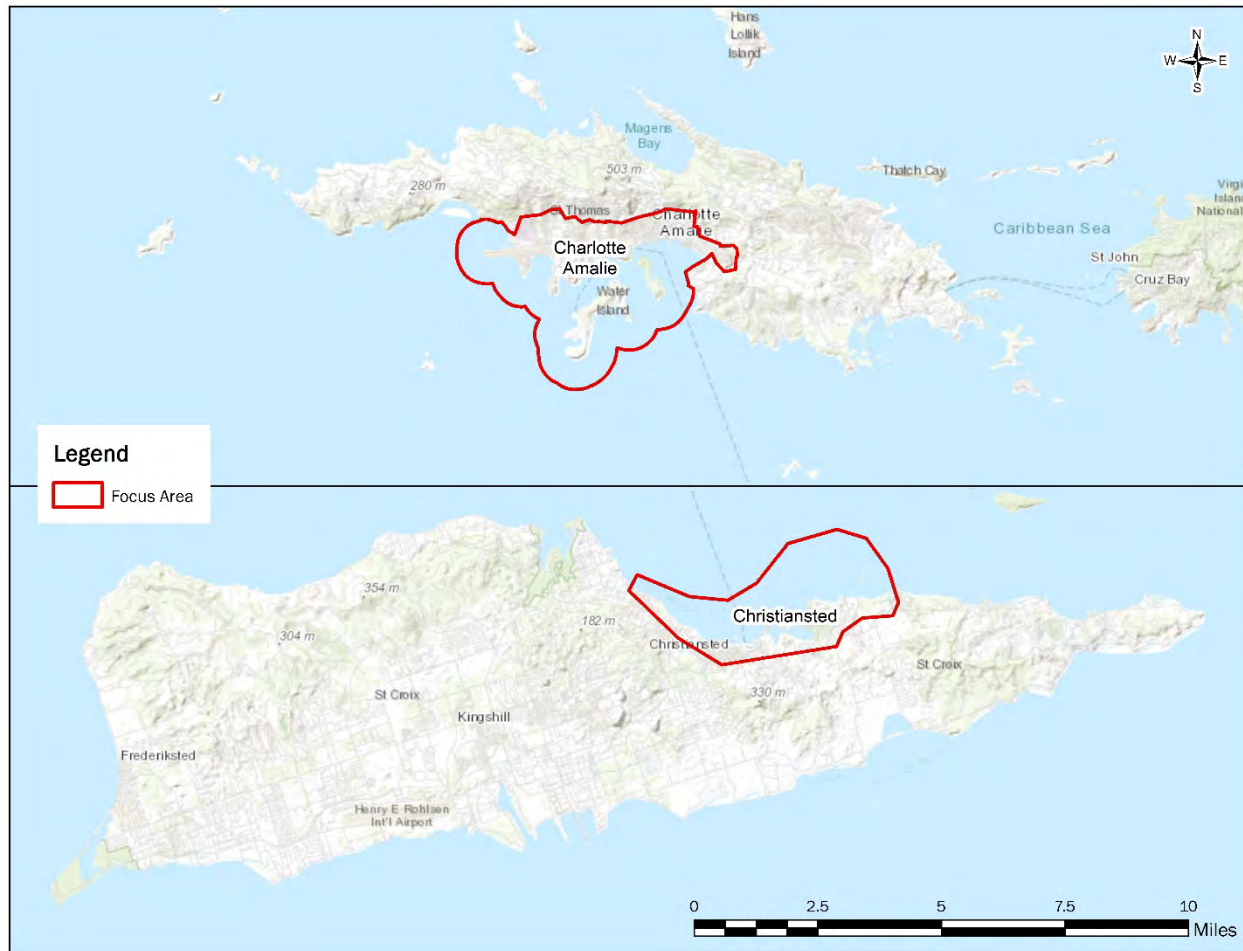 Hans
Lollik
Island
N
W E
S
Magens
Bay
503 m
280 m
Thatch Cay
Virgin
Island
National
St Thomas
Charlotte
Amalie
Charlotte
Amalie
Caribbean Sea
St John
Cruz Bay
Water
Island
Legend
Focus Area
354 m
304 m
182 m
Christiansted
Christiansted
St Croix
330 m
St Croix
Kingshill
Frederiksted
Henry E Rohlsen
Int'l Airport
0 2.5 5 7.5 10
Miles